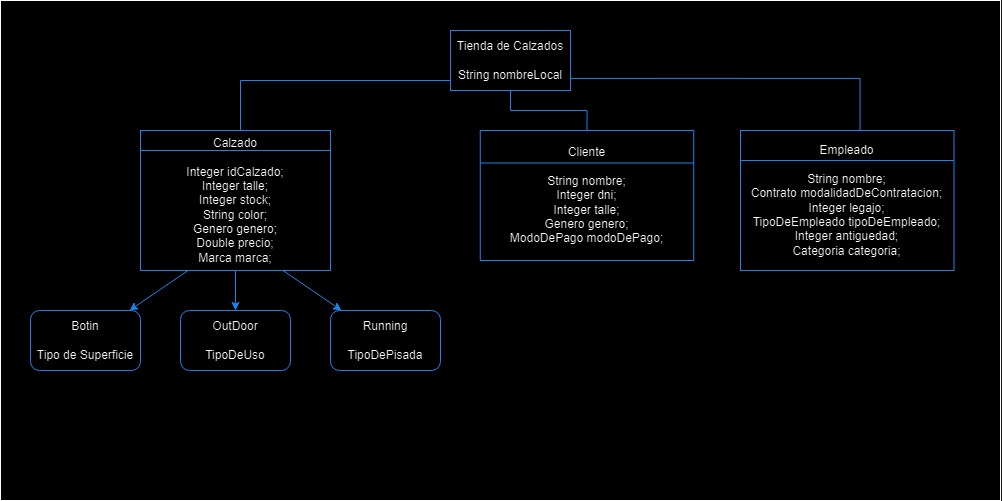 Tienda de Calzados
String nombreLocal
Calzado
Integer idCalzado;
Integer talle;
Integer stock;
String color;
Genero genero;
Double precio;
Marca marca;
Cliente
String nombre;
Integer dni;
Integer talle;
Genero genero;
ModoDePago modoDePago;
Empleado
String nombre;
Contrato modalidadDeContratacion;
Integer legajo;
TipoDeEmpleado tipoDeEmpleado;
Integer antiguedad;
Categoria categoria;
Botin
Tipo de Superficie
OutDoor
TipoDeUso
Running
TipoDePisada